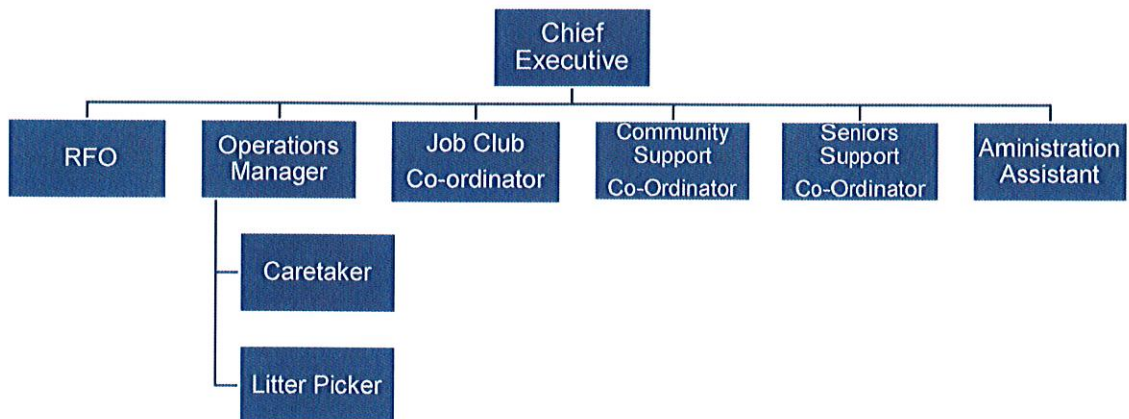 Chief
Executive
RFO
Operations
Manager
Job Club
Co-ordinator
Community
Support
Co-Ordinator
Seniors
Support
Co-Ordinator
Aministration
Assistant
Caretaker
Litter Picker